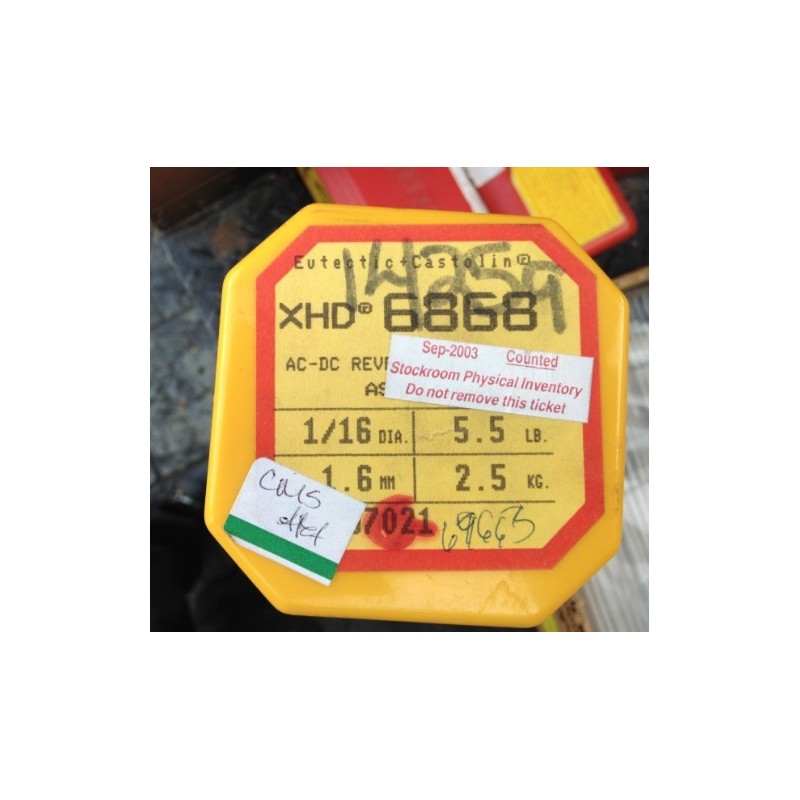 Eutectic+Castolin®
XHD® 6868
AC-DC REVE
AS
Sep-2003 Counted
Stockroom Physical Inventory
Do not remove this ticket
1/16 DIA. 5.5 LB.
1.6 MM 2.5 KG.
7021 69663